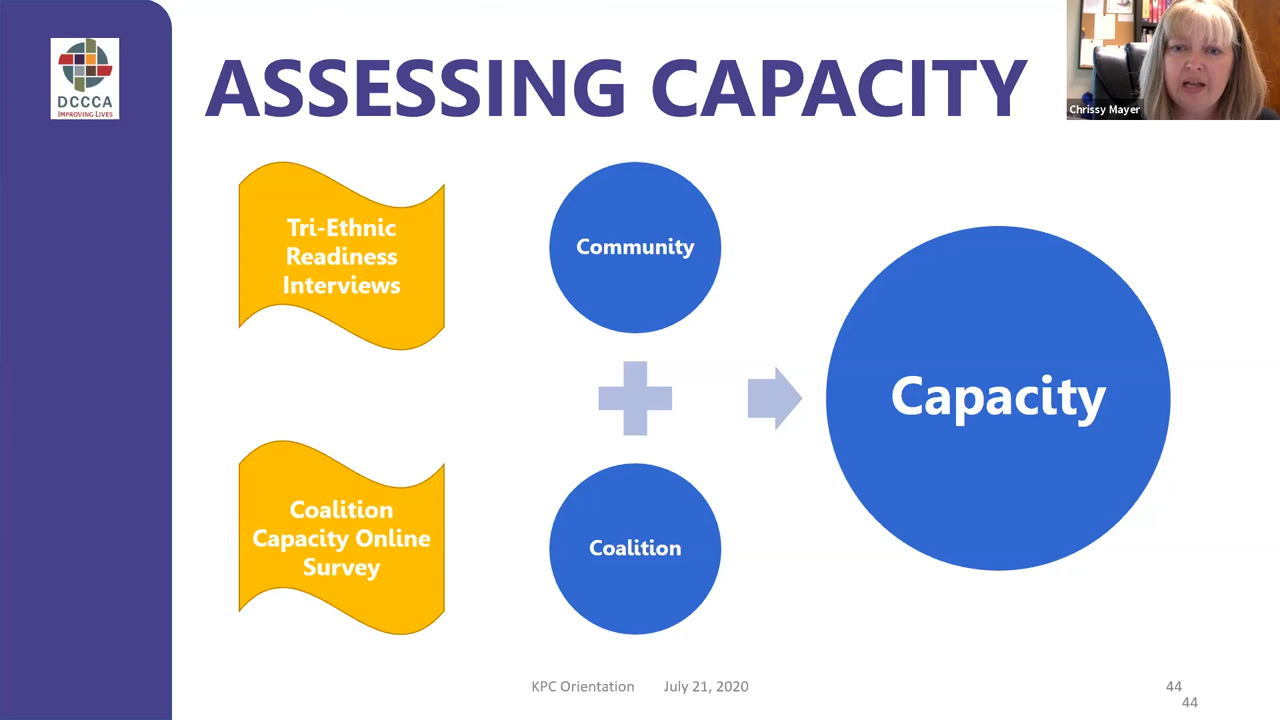 DCCCA
IMPROVING LIVES
ASSESSING CAPACITY
Chrissy Mayer
Tri-Ethnic
Readiness
Interviews
Community
Capacity
Coalition
Capacity Online
Survey
Coalition
KPC Orientation
July 21, 2020
44
44